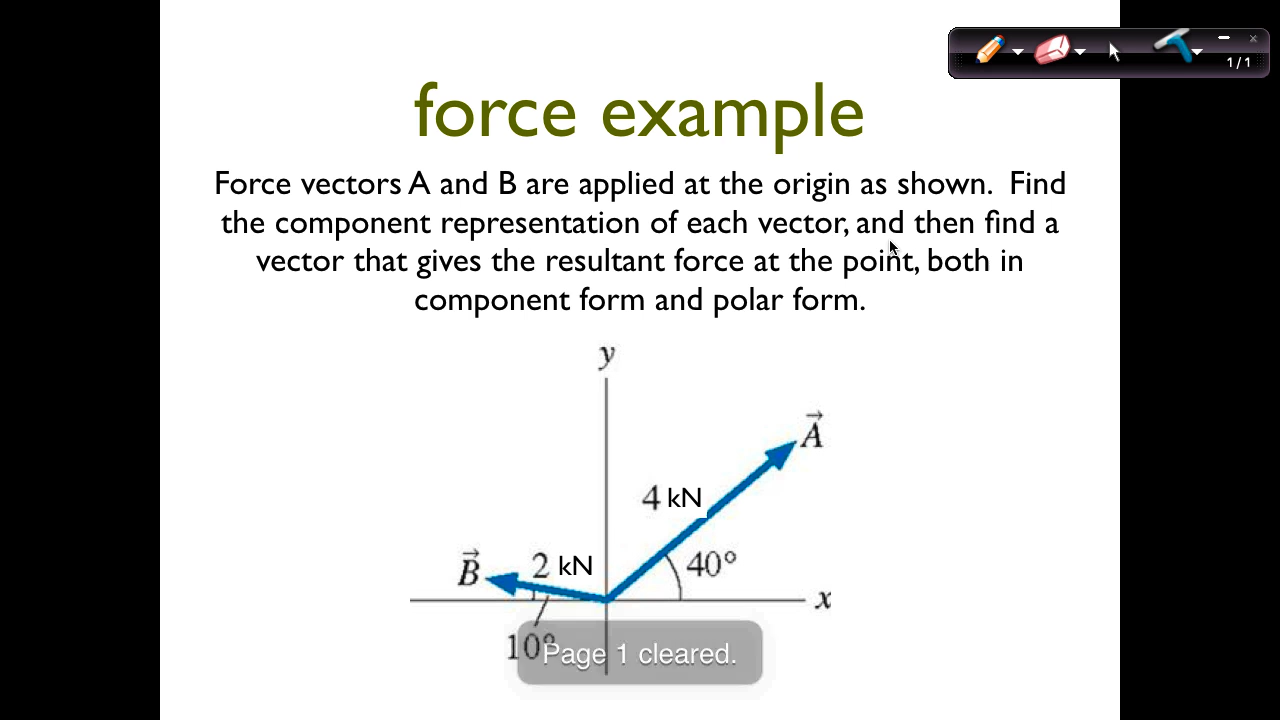 1/1
force example
Force vectors A and B are applied at the origin as shown. Find
the component representation of each vector, and then find a
vector that gives the resultant force at the point, both in
component form and polar form.
y
A⃗
4 kN
B⃗
2 kN
40°
x
10°
Page 1 cleared.